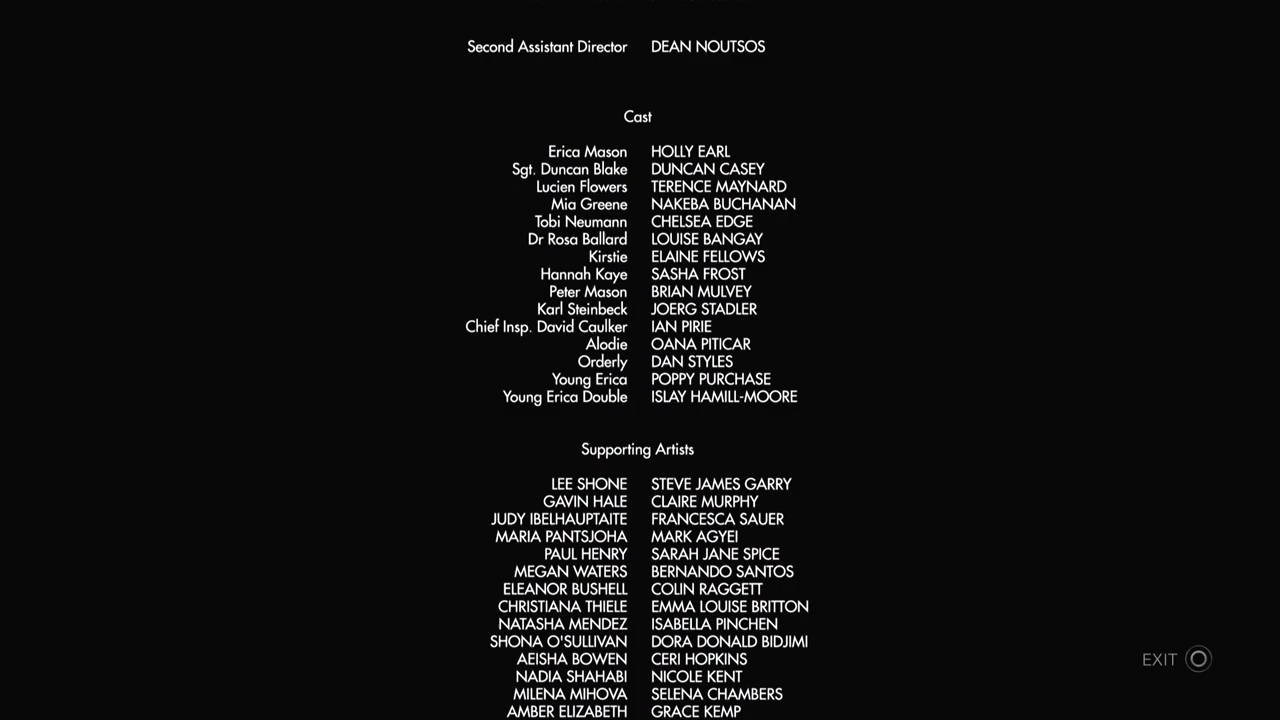 Second Assistant Director DEAN NOUTSOS
Cast
Erica Mason HOLLY EARL
Sgt. Duncan Blake DUNCAN CASEY
Lucien Flowers TERENCE MAYNARD
Mia Greene NAKEBA BUCHANAN
Tobi Neumann CHELSEA EDGE
Dr Rosa Ballard LOUISE BANGAY
Kirstie ELAINE FELLOWS
Hannah Kaye SASHA FROST
Peter Mason BRIAN MULVEY
Karl Steinbeck JOERG STADLER
Chief Insp. David Caulker IAN PIRIE
Alodie OANA PITICAR
Orderly DAN STYLES
Young Erica POPPY PURCHASE
Young Erica Double ISLAY HAMILL-MOORE
Supporting Artists
LEE SHONE STEVE JAMES GARRY
GAVIN HALE CLAIRE MURPHY
JUDY IBELHAUPTAITE FRANCESCA SAUER
MARIA PANTSJOHA MARK AGYEI
PAUL HENRY SARAH JANE SPICE
MEGAN WATERS BERNANDO SANTOS
ELEANOR BUSHELL COLIN RAGGETT
CHRISTIANA THIELE EMMA LOUISE BRITTON
NATASHA MENDEZ ISABELLA PINCHEN
SHONA O'SULLIVAN DORA DONALD BIDJIMI
AEISHA BOWEN CERI HOPKINS
EXIT
NADIA SHAHABI NICOLE KENT
MILENA MIHOVA SELENA CHAMBERS
AMBER ELIZABETH GRACE KEMP